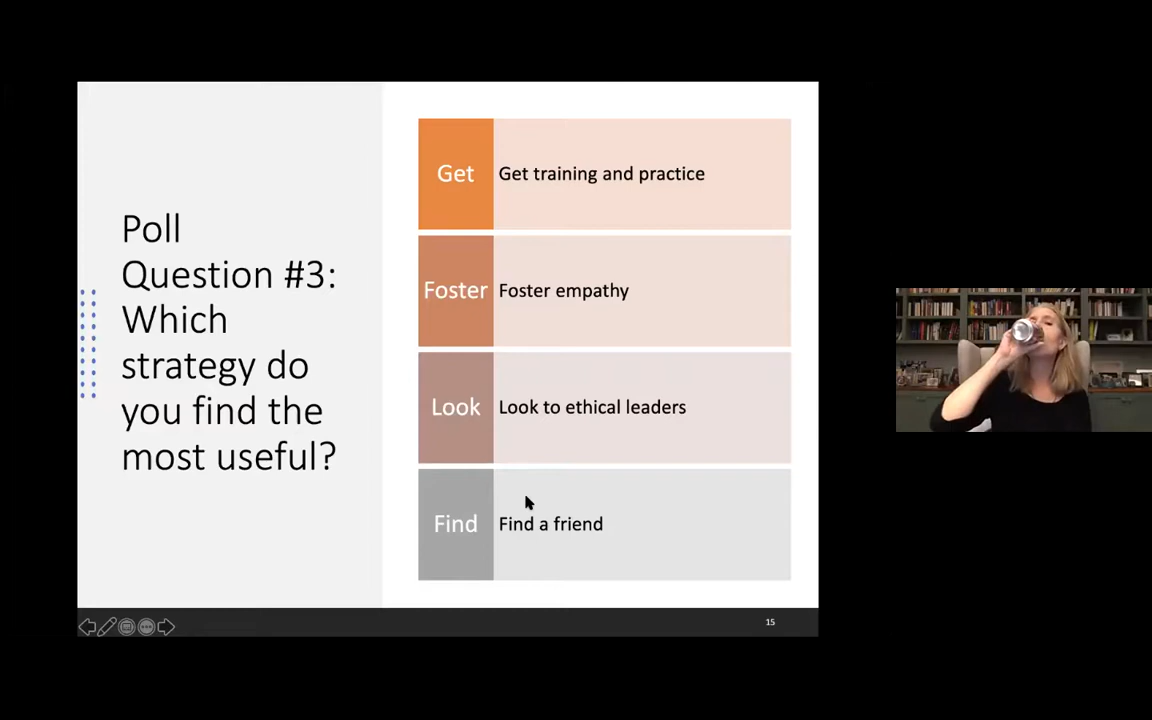 Poll
Question #3:
Which
strategy do
you find the
most useful?
Get
Get training and practice
Foster
Foster empathy
Look
Look to ethical leaders
Find
Find a friend
15